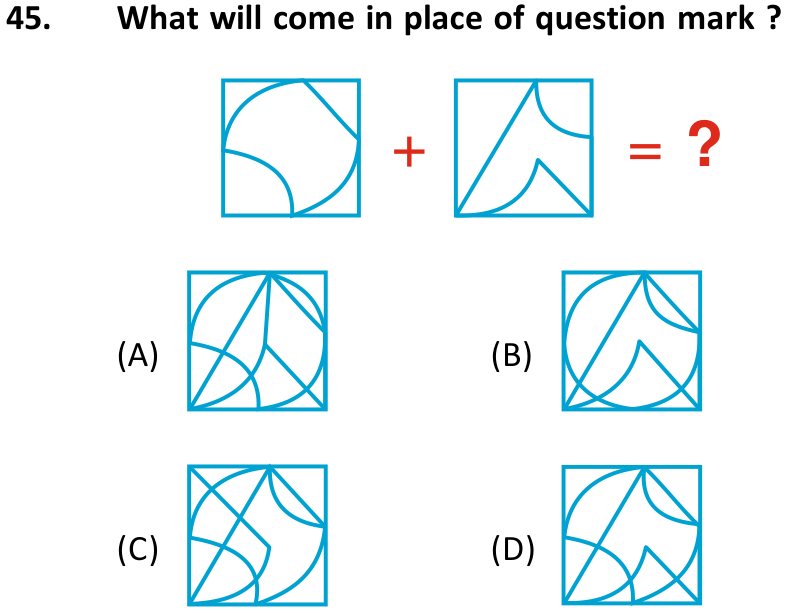 45. What will come in place of question mark ?
+ = ?
(A) (B)
(C) (D)